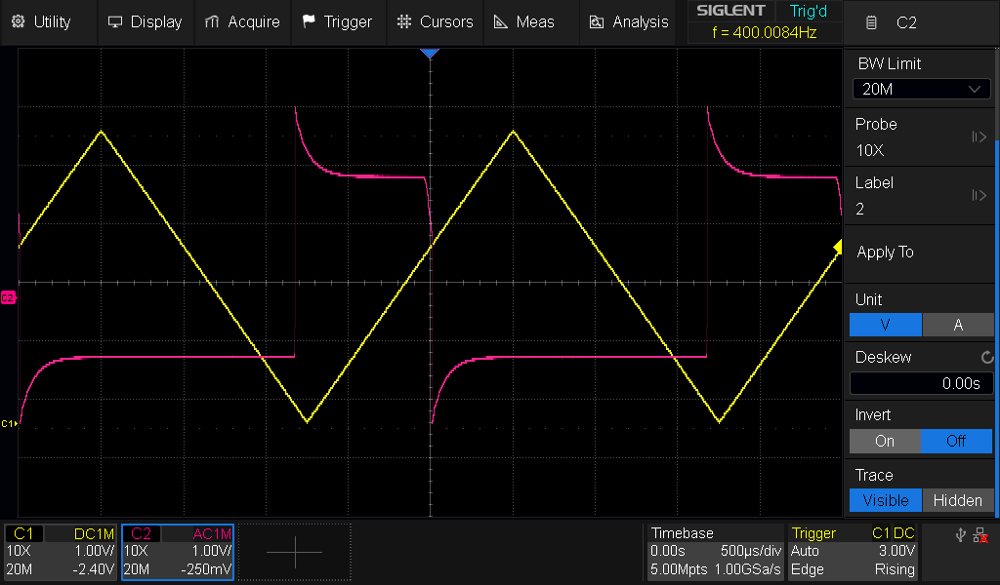 Utility Display Acquire Trigger Cursors Meas Analysis SIGLENT Trig'd C2
f = 400.0084Hz
BW Limit
20M
Probe
10X
Label
2
Apply To
Unit
V A
Deskew
0.00s
Invert
On Off
Trace
Visible Hidden
C2
C1
C1 DC1M
10X 1.00V/
20M -2.40V
C2 AC1M
10X 1.00V/
20M -250mV
Timebase
0.00s 500µs/div
5.00Mpts 1.00GSa/s
Trigger C1 DC
Auto 3.00V
Edge Rising